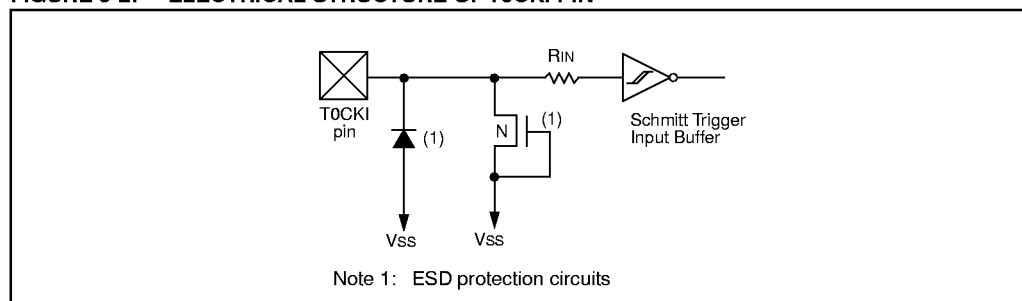 RIN
T0CKI
pin
(1)
N
(1)
Schmitt Trigger
Input Buffer
VSS
VSS
Note 1: ESD protection circuits